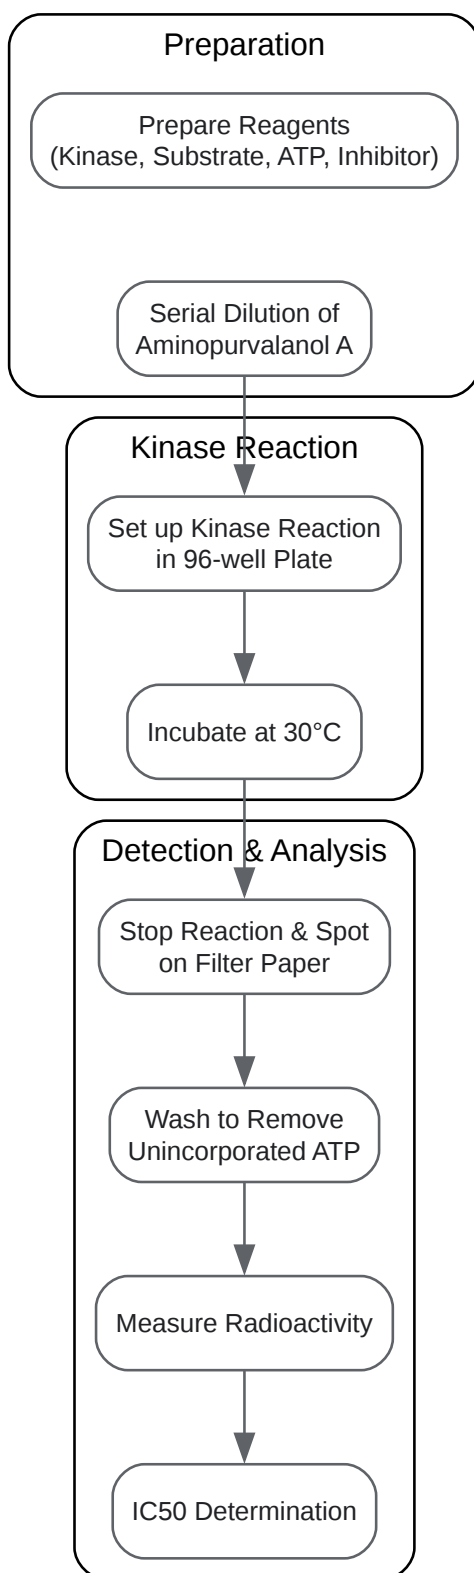 Preparation
Prepare Reagents
(Kinase, Substrate, ATP, Inhibitor)
Serial Dilution of
Aminopurvalanol A
Kinase Reaction
Set up Kinase Reaction
in 96-well Plate
Incubate at 30°C
Detection & Analysis
Stop Reaction & Spot
on Filter Paper
Wash to Remove
Unincorporated ATP
Measure Radioactivity
IC50 Determination